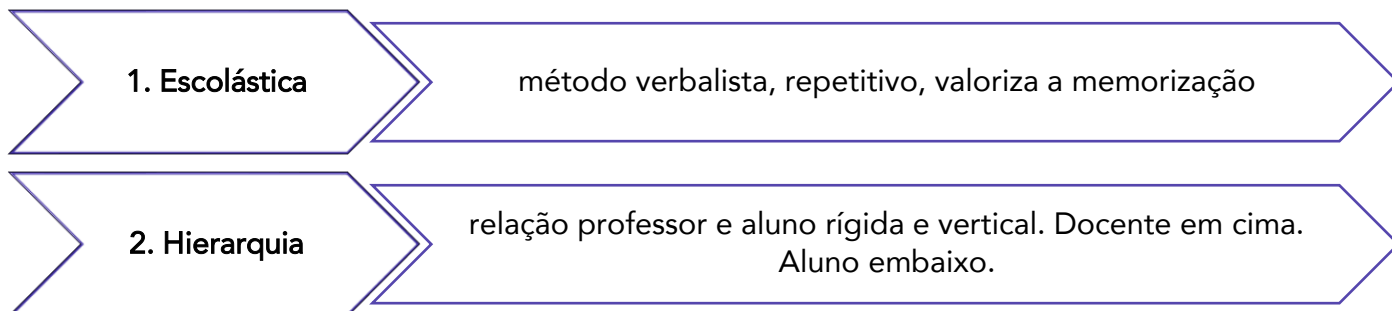 1. Escolástica
método verbalista, repetitivo, valoriza a memorização
2. Hierarquia
relação professor e aluno rígida e vertical. Docente em cima.
Aluno embaixo.